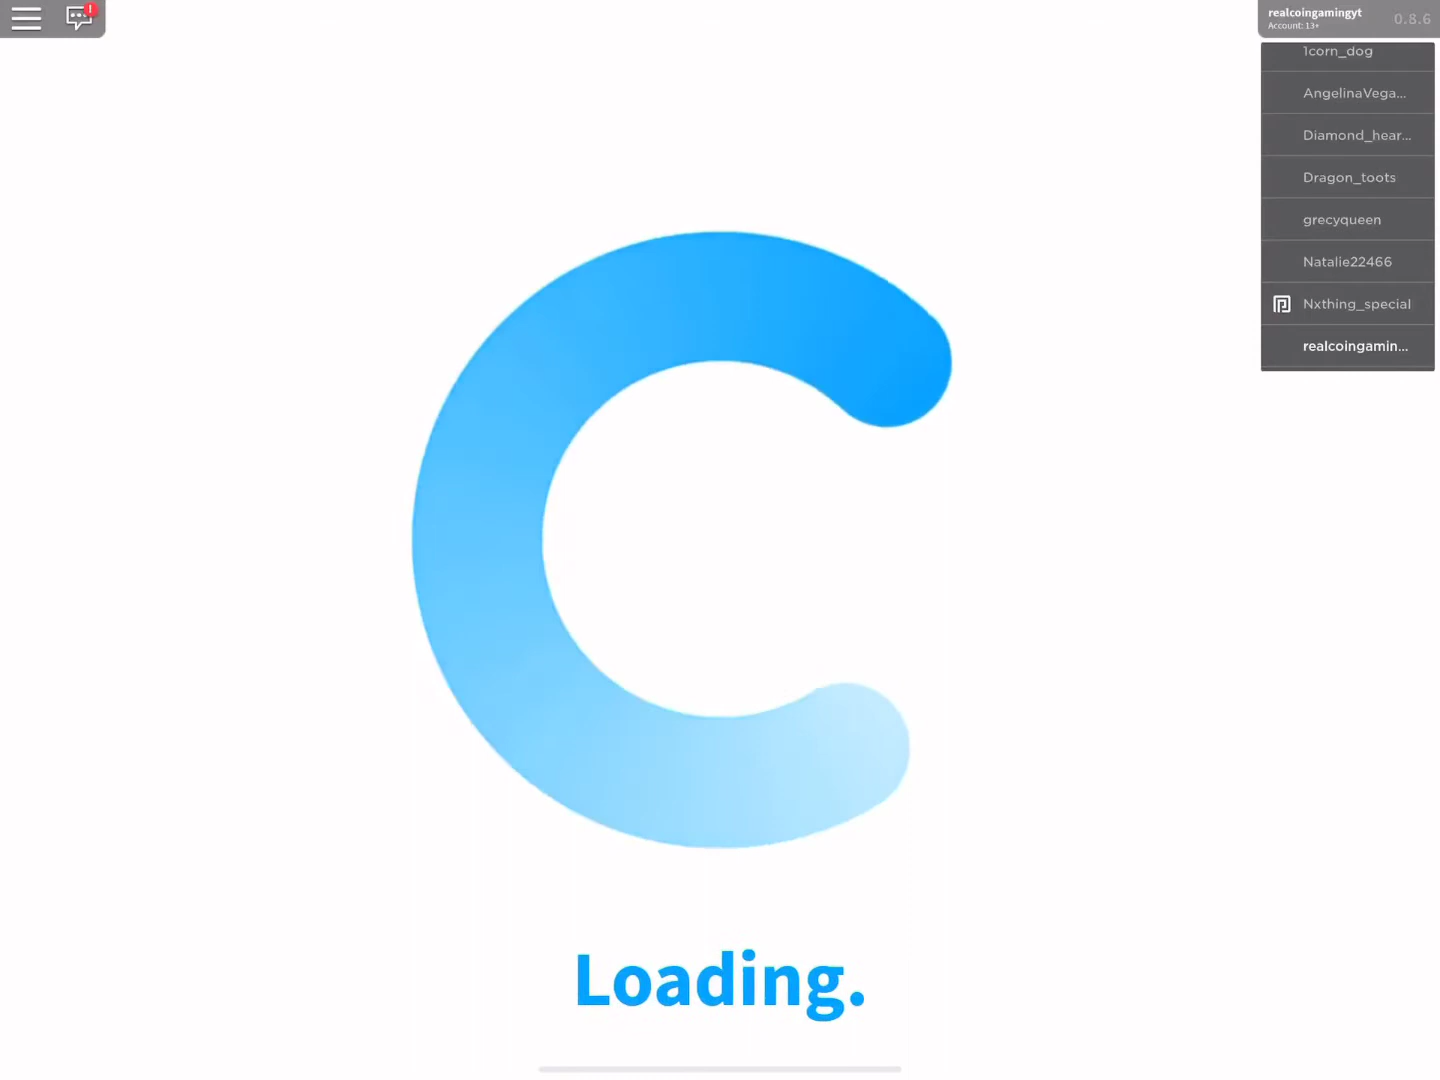 realcoingamingyt
Account: 13+
0.8.6
1corn_dog
AngelinaVega...
Diamond_hear...
Dragon_toots
grecyqueen
Natalie22466
Nxthing_special
realcoingamin...
Loading.